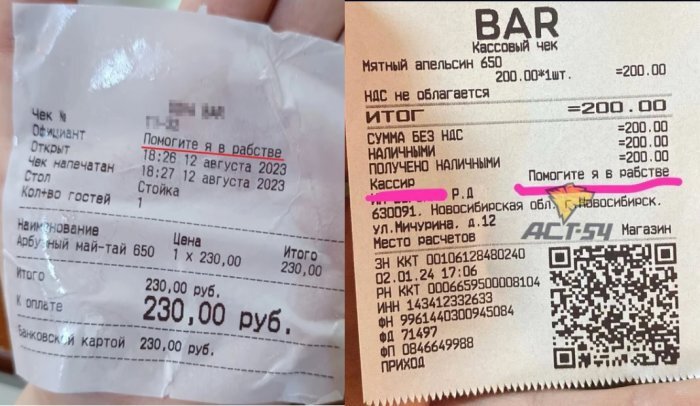 BAR
Чек №
Официант Помогите я в рабстве
Открыт 18:26 12 августа 2023
Чек напечатан 18:27 12 августа 2023
Стол Стойка
Кол+во гостей 1
Наименование Цена Итого
Арбузный май-тай 650 1 x 230,00 230,00
Итого 230,00 руб.
К оплате 230,00 руб.
Банковской картой 230,00 руб.
BAR
Кассовый чек
Мятный апельсин 650
200.00*1шт. =200.00
НДС не облагается
ИТОГ =200.00
СУММА БЕЗ НДС =200.00
НАЛИЧНЫМИ =200.00
ПОЛУЧЕНО НАЛИЧНЫМИ =200.00
Кассир Помогите я в рабстве
Р.Д
630091. Новосибирская обл. г. Новосибирск.
ул.Мичурина, д.12
АСТ-54
Место расчетов Магазин
ЗН ККТ 00106128480240
02.01.24 17:06
РН ККТ 0006659500008104
ИНН 143412332633
ФН 9961440300945084
ФД 71497
ФП 0846649988
ПРИХОД